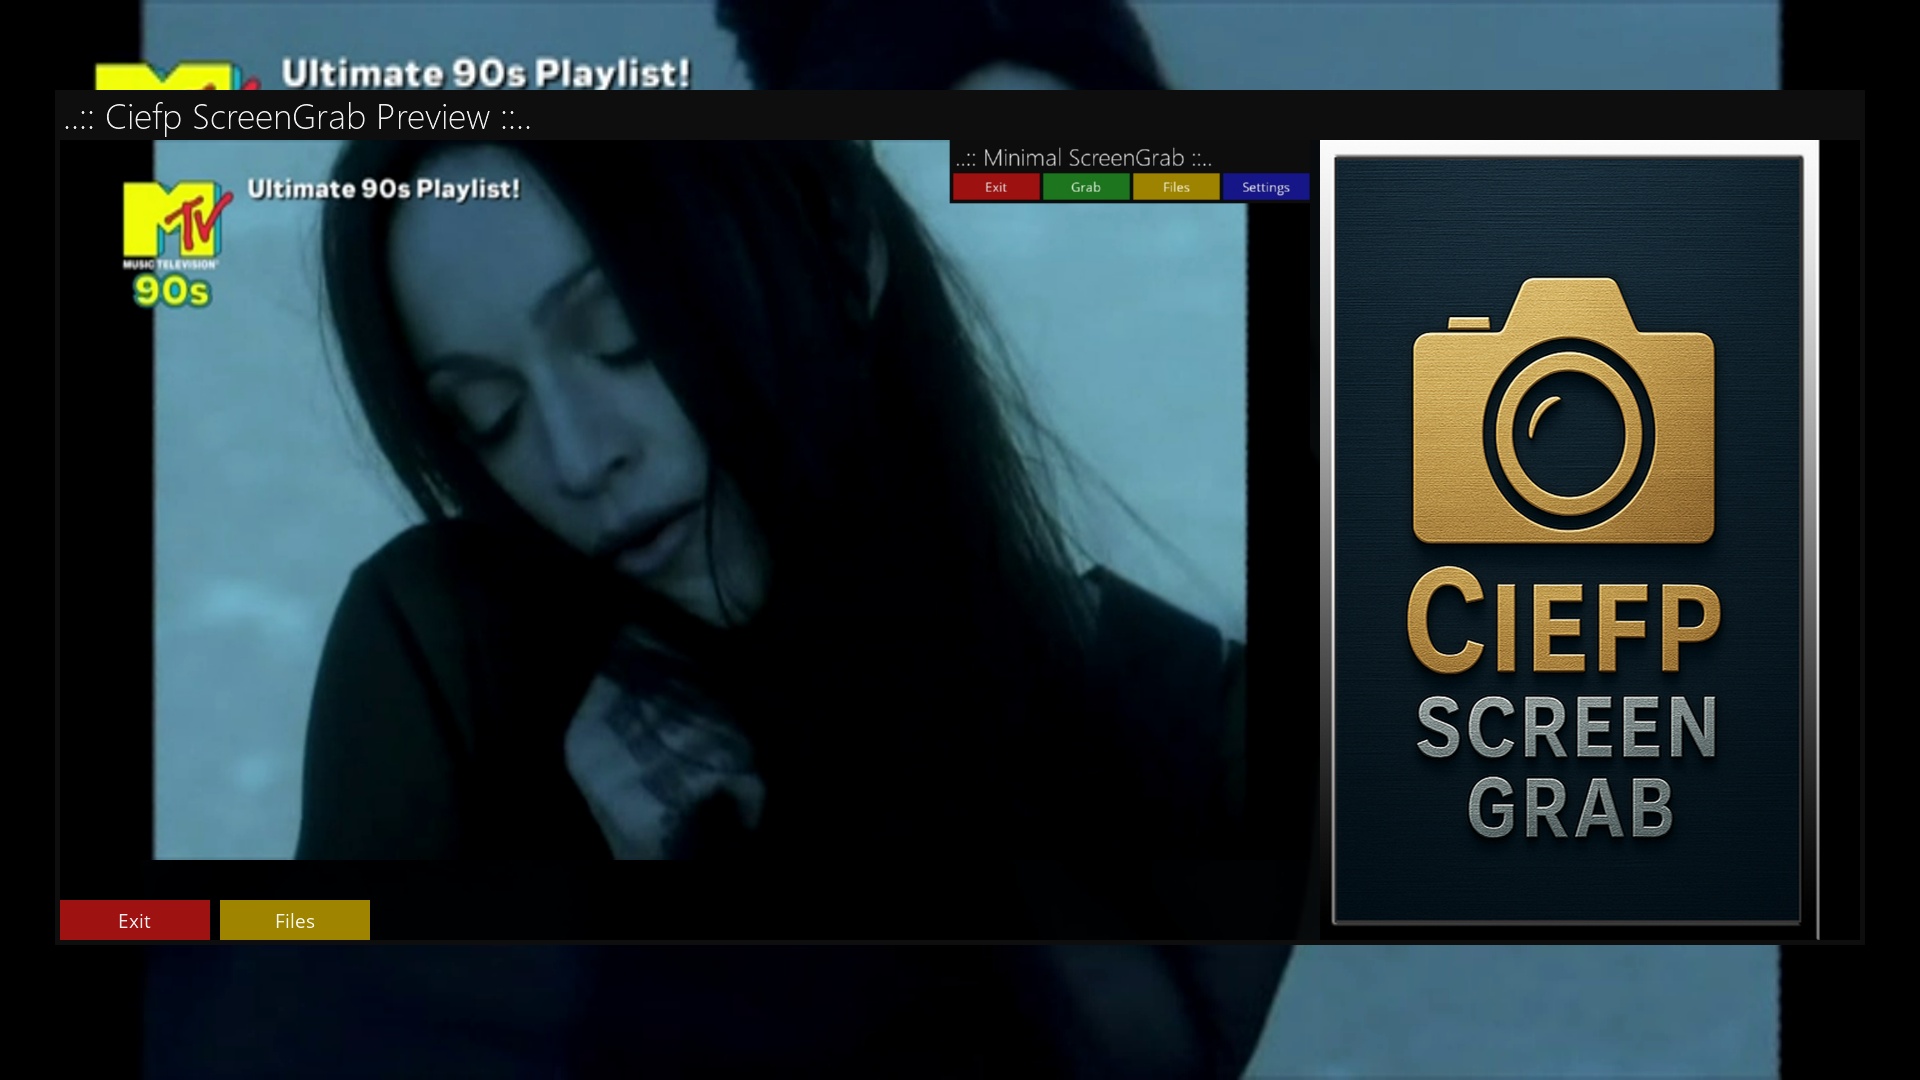 Ultimate 90s Playlist!
..:: Ciefp ScreenGrab Preview ::..
..:: Minimal ScreenGrab ::..
Exit Grab Files Settings
Ultimate 90s Playlist!
MTV
MUSIC TELEVISION
90s
CIEFP
SCREEN
GRAB
Exit Files